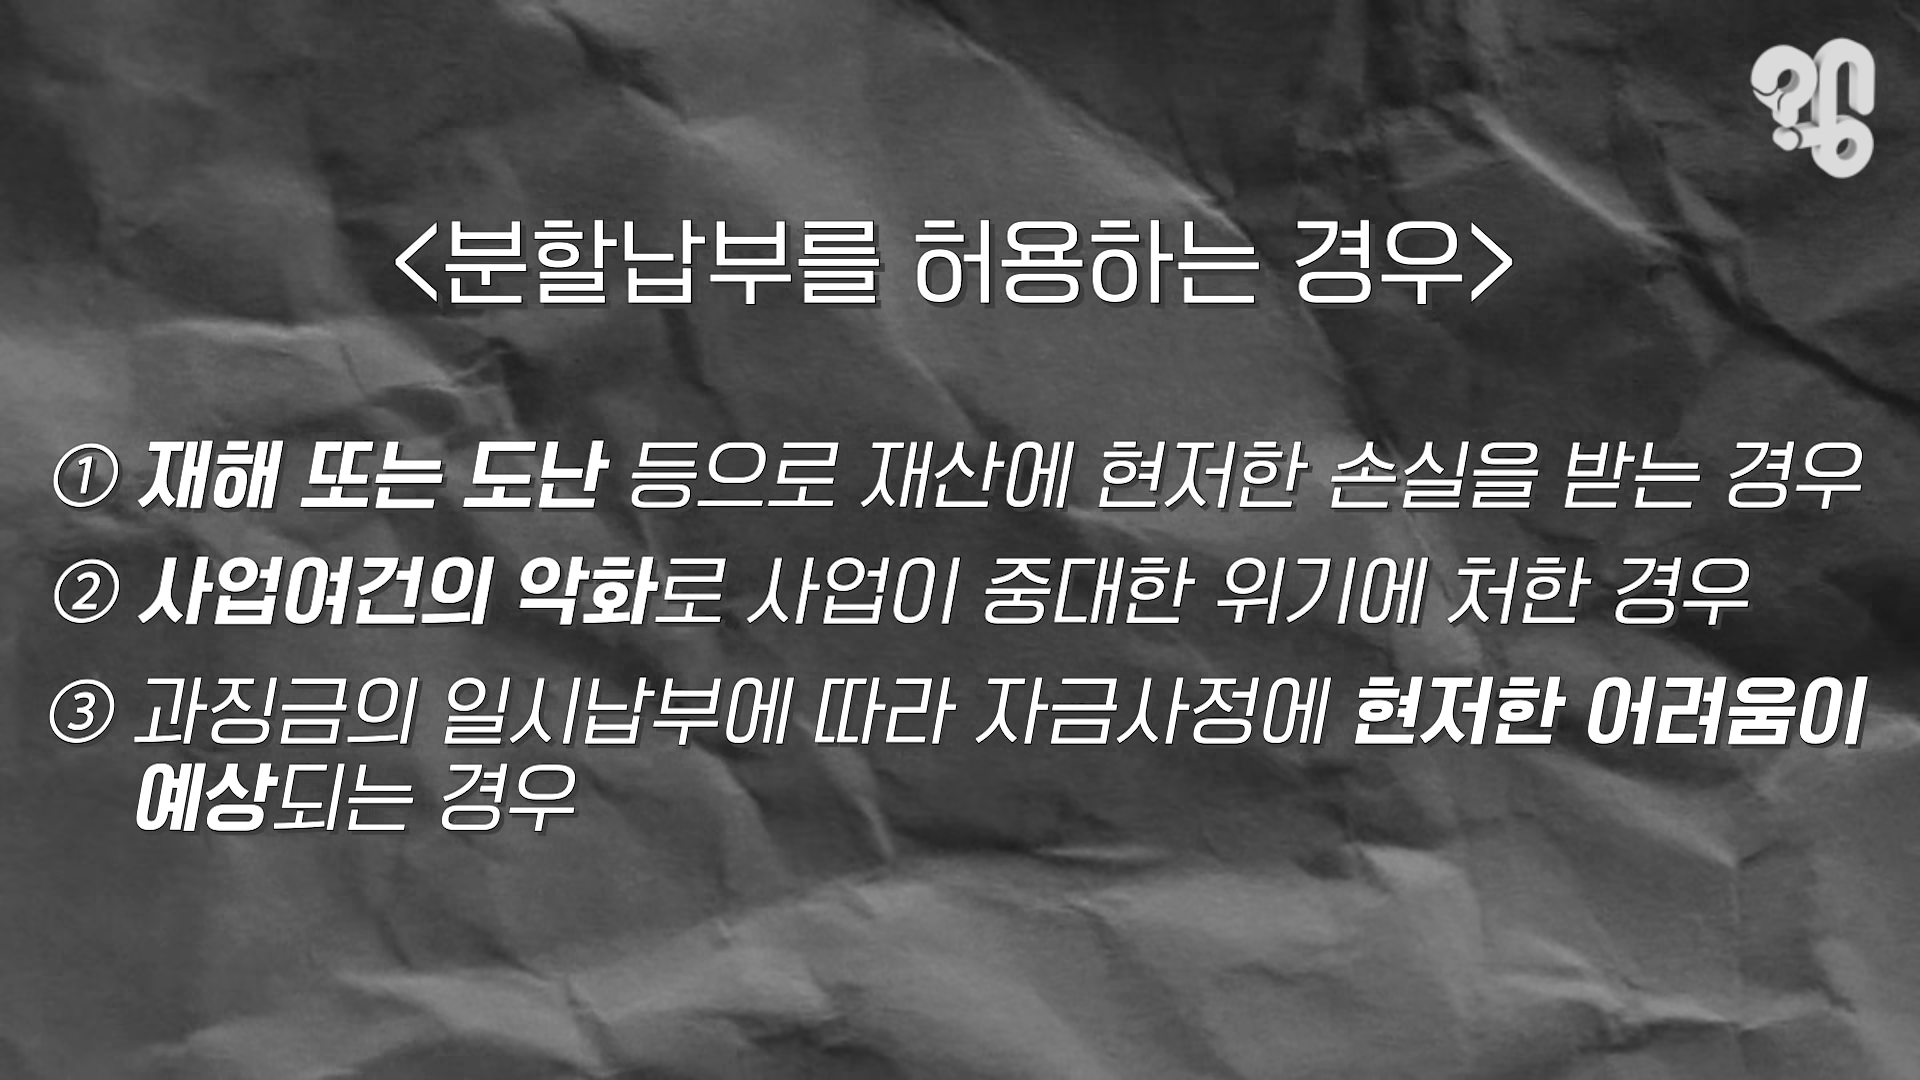 <분할납부를 허용하는 경우>
① 재해 또는 도난 등으로 재산에 현저한 손실을 받는 경우
② 사업여건의 악화로 사업이 중대한 위기에 처한 경우
③ 과징금의 일시납부에 따라 자금사정에 현저한 어려움이
예상되는 경우